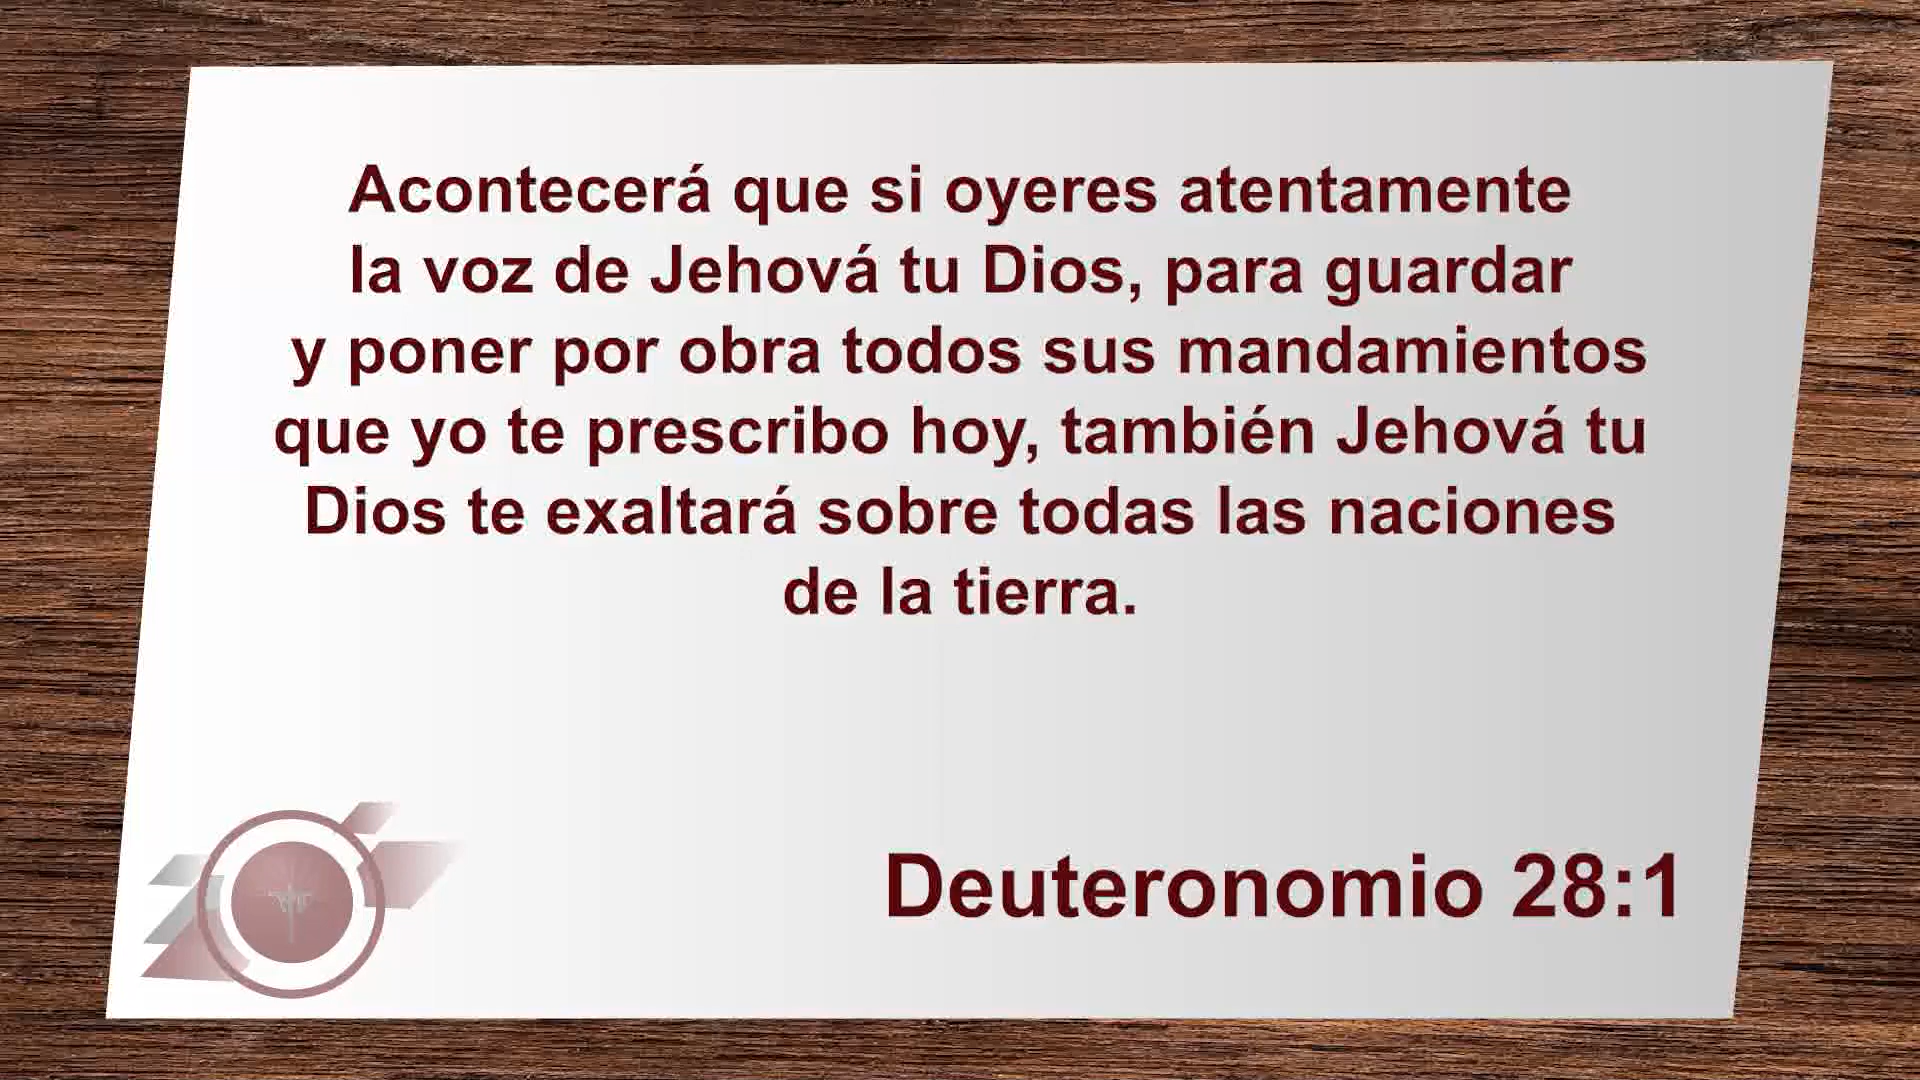 Acontecerá que si oyeres atentamente
la voz de Jehová tu Dios, para guardar
y poner por obra todos sus mandamientos
que yo te prescribo hoy, también Jehová tu
Dios te exaltará sobre todas las naciones
de la tierra.
Deuteronomio 28:1